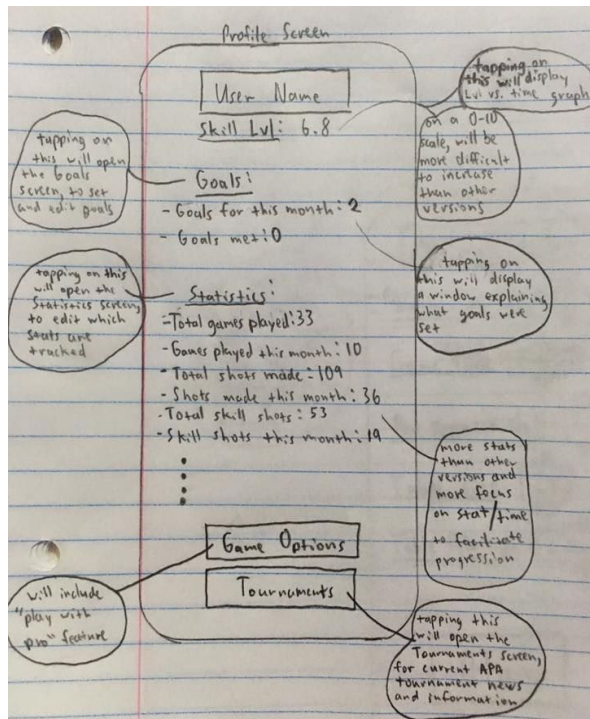 Profile Screen
User Name
Skill Lvl: 6.8
tapping on
this will display
Lvl vs. time graph
on a 0-10
scale, will be
more difficult
to increase
than other
versions
tapping on
this will open
the Goals
screen, to set
and edit goals
Goals:
- Goals for this month: 2
- Goals met: 0
tapping on
this will display
a window explaining
what goals were
set
tapping on this
will open the
Statistics screen,
to edit which
stats are
tracked
Statistics:
- Total games played: 33
- Games played this month: 10
- Total shots made: 109
- Shots made this month: 36
- Total skill shots: 53
- Skill shots this month: 19
more stats
than other
versions and
more focus
on stat/time
to facilitate
progression
Game Options
will include
"play with
pro" feature
Tournaments
tapping this
will open the
Tournaments screen,
for current APA
tournament news
and information